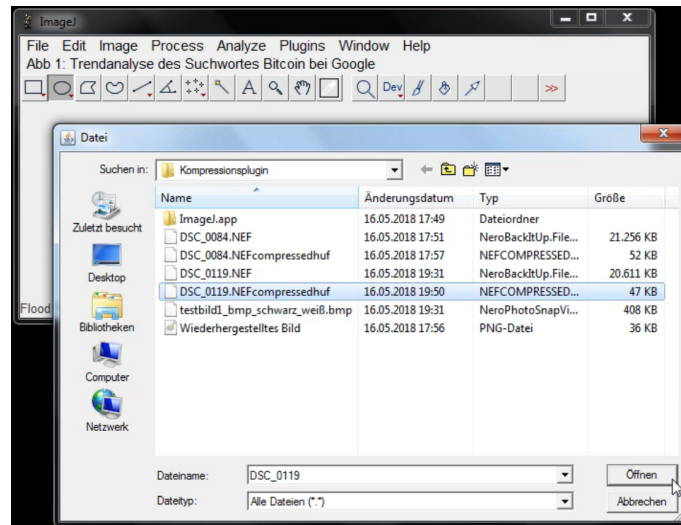 ImageJ
File Edit Image Process Analyze Plugins Window Help
Abb 1: Trendanalyse des Suchwortes Bitcoin bei Google
A Dev >>
Datei
Suchen in: Kompressionsplugin
Name Änderungsdatum Typ Größe
ImageJ.app 16.05.2018 17:49 Dateiordner
DSC_0084.NEF 16.05.2018 17:51 NeroBackItUp.File... 21.256 KB
DSC_0084.NEFcompressedhuf 16.05.2018 17:57 NEFCOMPRESSED... 52 KB
DSC_0119.NEF 16.05.2018 19:31 NeroBackItUp.File... 20.611 KB
DSC_0119.NEFcompressedhuf 16.05.2018 19:50 NEFCOMPRESSED... 47 KB
testbild1_bmp_schwarz_weiß.bmp 16.05.2018 19:31 NeroPhotoSnapVi... 408 KB
Wiederhergestelltes Bild 16.05.2018 17:56 PNG-Datei 36 KB
Zuletzt besucht
Desktop
Flood
Bibliotheken
Computer
Netzwerk
Dateiname: DSC_0119 Öffnen
Dateityp: Alle Dateien (*.*) Abbrechen